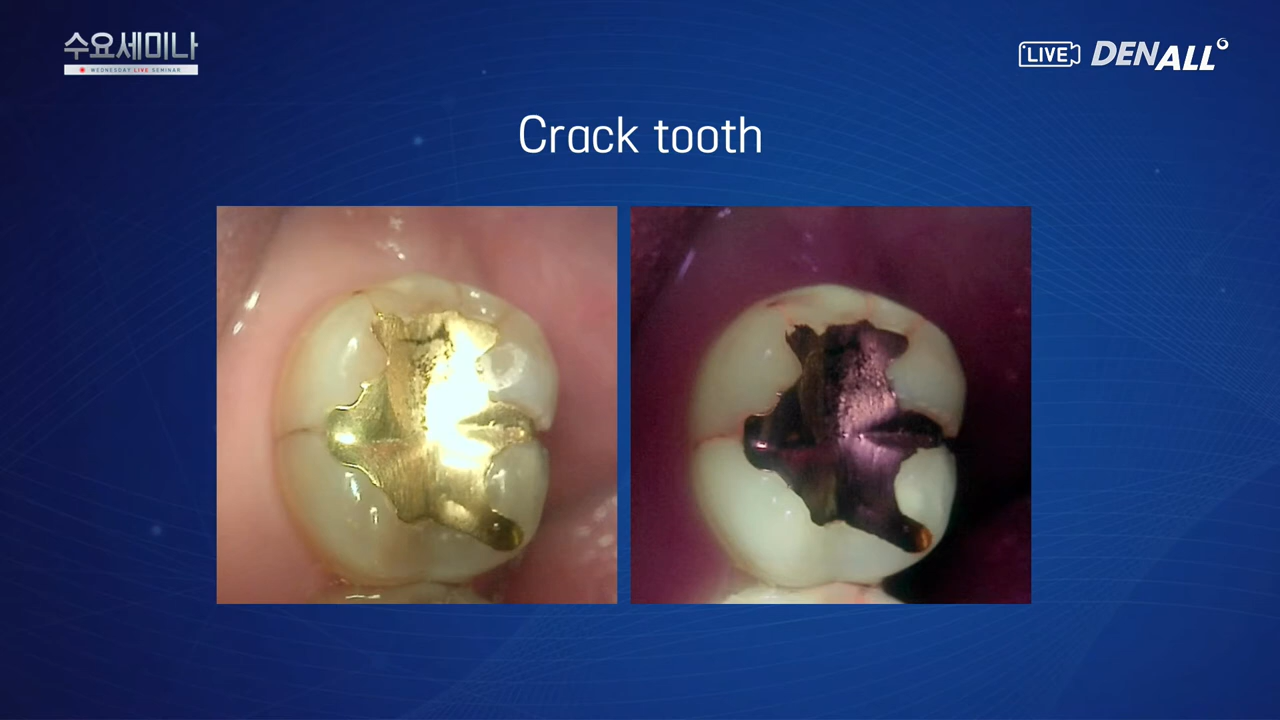 수요세미나
WEDNESDAY LIVE SEMINAR
LIVE
DENALL
Crack tooth